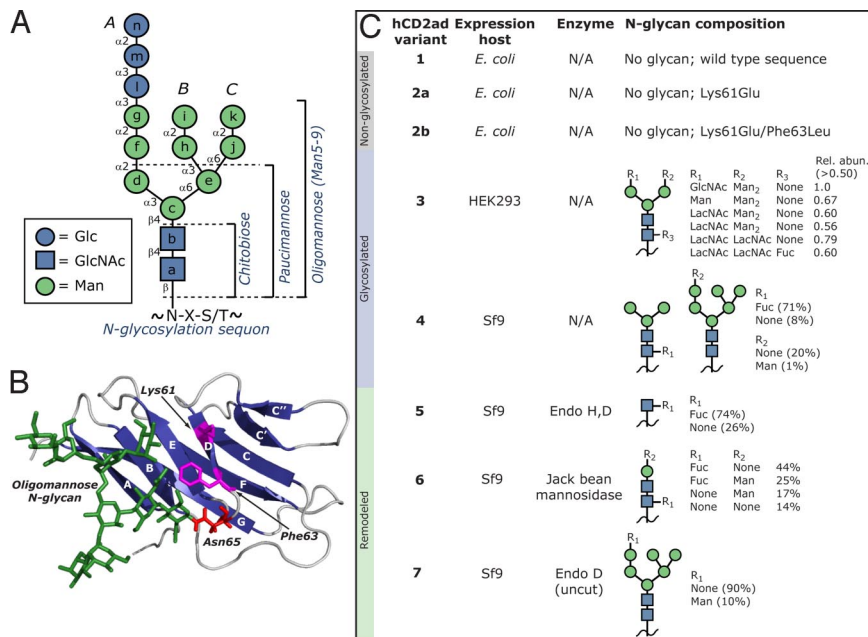 A
A
n
α2
m
α3
l
α3
B
C
g
i
k
α2
α2
α2
f
h
j
α2
α3
α6
d
e
α3
α6
c
β4
b
β4
a
β
Chitobiose
Paucimannose
Oligomannose (Man5-9)
= Glc
= GlcNAc
= Man
~ N-X-S/T ~
N-glycosylation sequon
B
Lys61
C''
C'
D
E
C
B
F
A
G
Oligomannose
N-glycan
Asn65
Phe63
C
hCD2ad variant Expression host Enzyme N-glycan composition
Non-glycosylated
1 E. coli N/A No glycan; wild type sequence
2a E. coli N/A No glycan; Lys61Glu
2b E. coli N/A No glycan; Lys61Glu/Phe63Leu
Glycosylated
3 HEK293 N/A
R1 R2
R3
Rel. abun.
R1 R2 R3 (>0.50)
GlcNAc Man2 None 1.0
Man Man2 None 0.67
LacNAc Man2 None 0.60
LacNAc Man2 None 0.56
LacNAc LacNAc None 0.79
LacNAc LacNAc Fuc 0.60
4 Sf9 N/A
R1
R2
R1
Fuc (71%)
None (8%)
R2
None (20%)
Man (1%)
Remodeled
5 Sf9 Endo H,D
R1
R1
Fuc (74%)
None (26%)
6 Sf9 Jack bean mannosidase
R2
R1
R1 R2
Fuc None 44%
Fuc Man 25%
None Man 17%
None None 14%
7 Sf9 Endo D (uncut)
R1
R1
None (90%)
Man (10%)